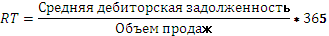 RT = Средняя дебиторская задолженность / Объем продаж * 365